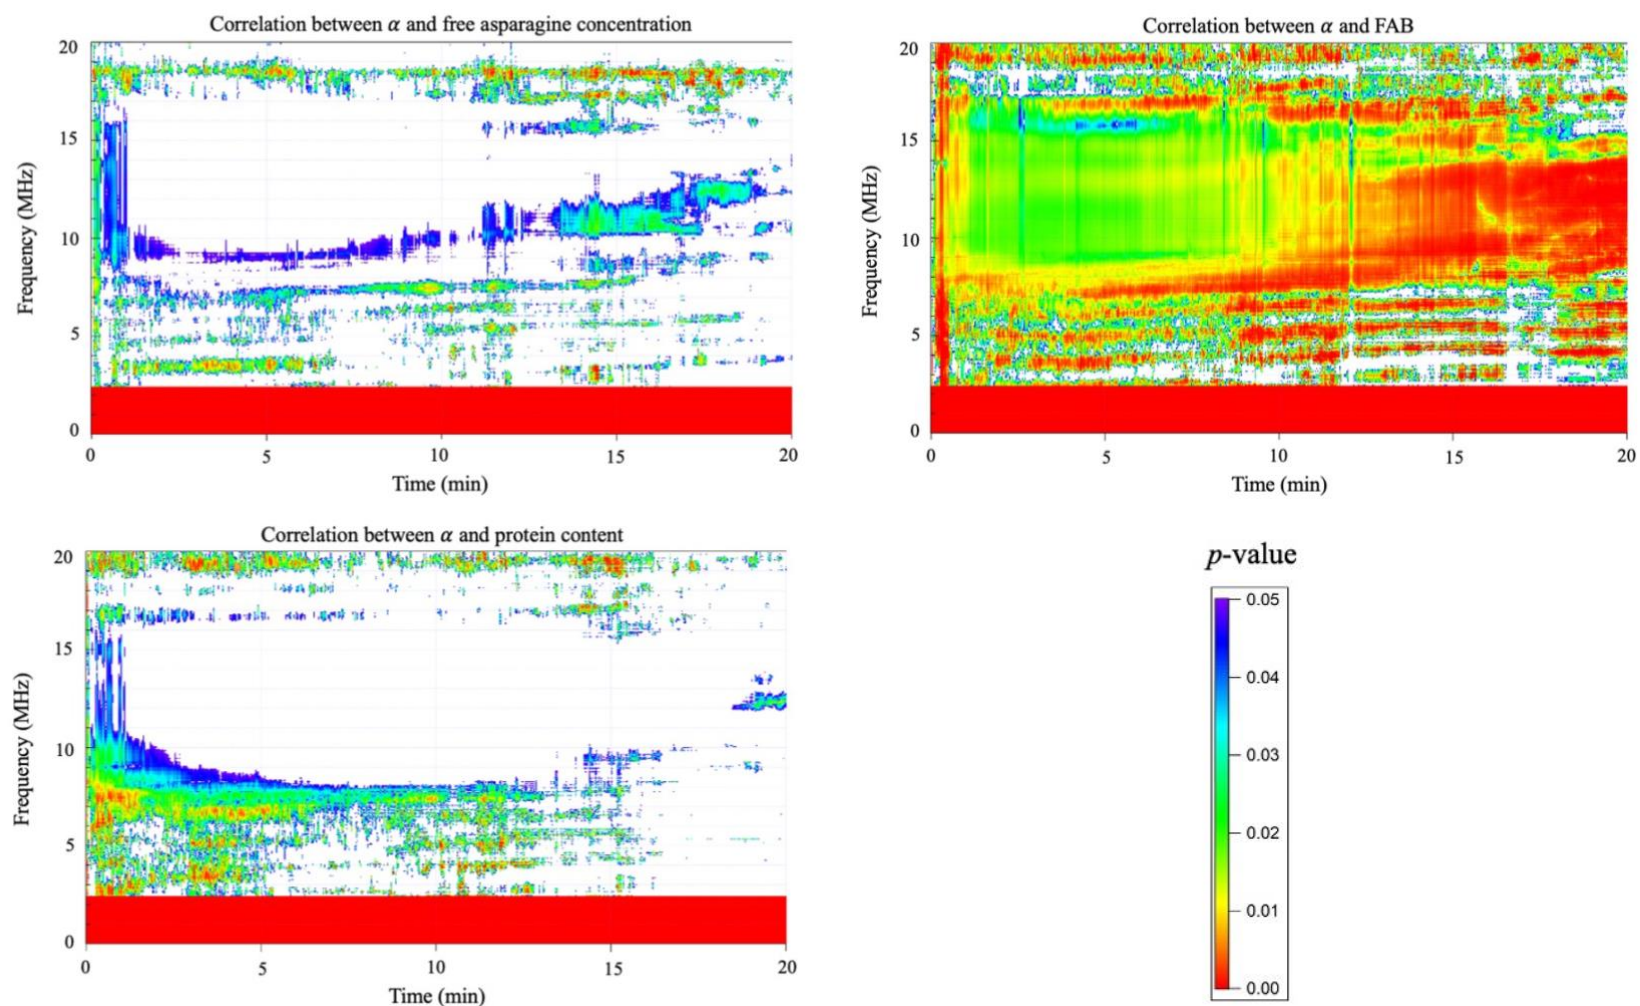 Correlation between α and free asparagine concentration
20
15
10
5
0
Frequency (MHz)
0 5 10 15 20
Time (min)
Correlation between α and FAB
20
15
10
5
0
Frequency (MHz)
0 5 10 15 20
Time (min)
Correlation between α and protein content
20
15
10
5
0
Frequency (MHz)
0 5 10 15 20
Time (min)
p-value
0.05
0.04
0.03
0.02
0.01
0.00